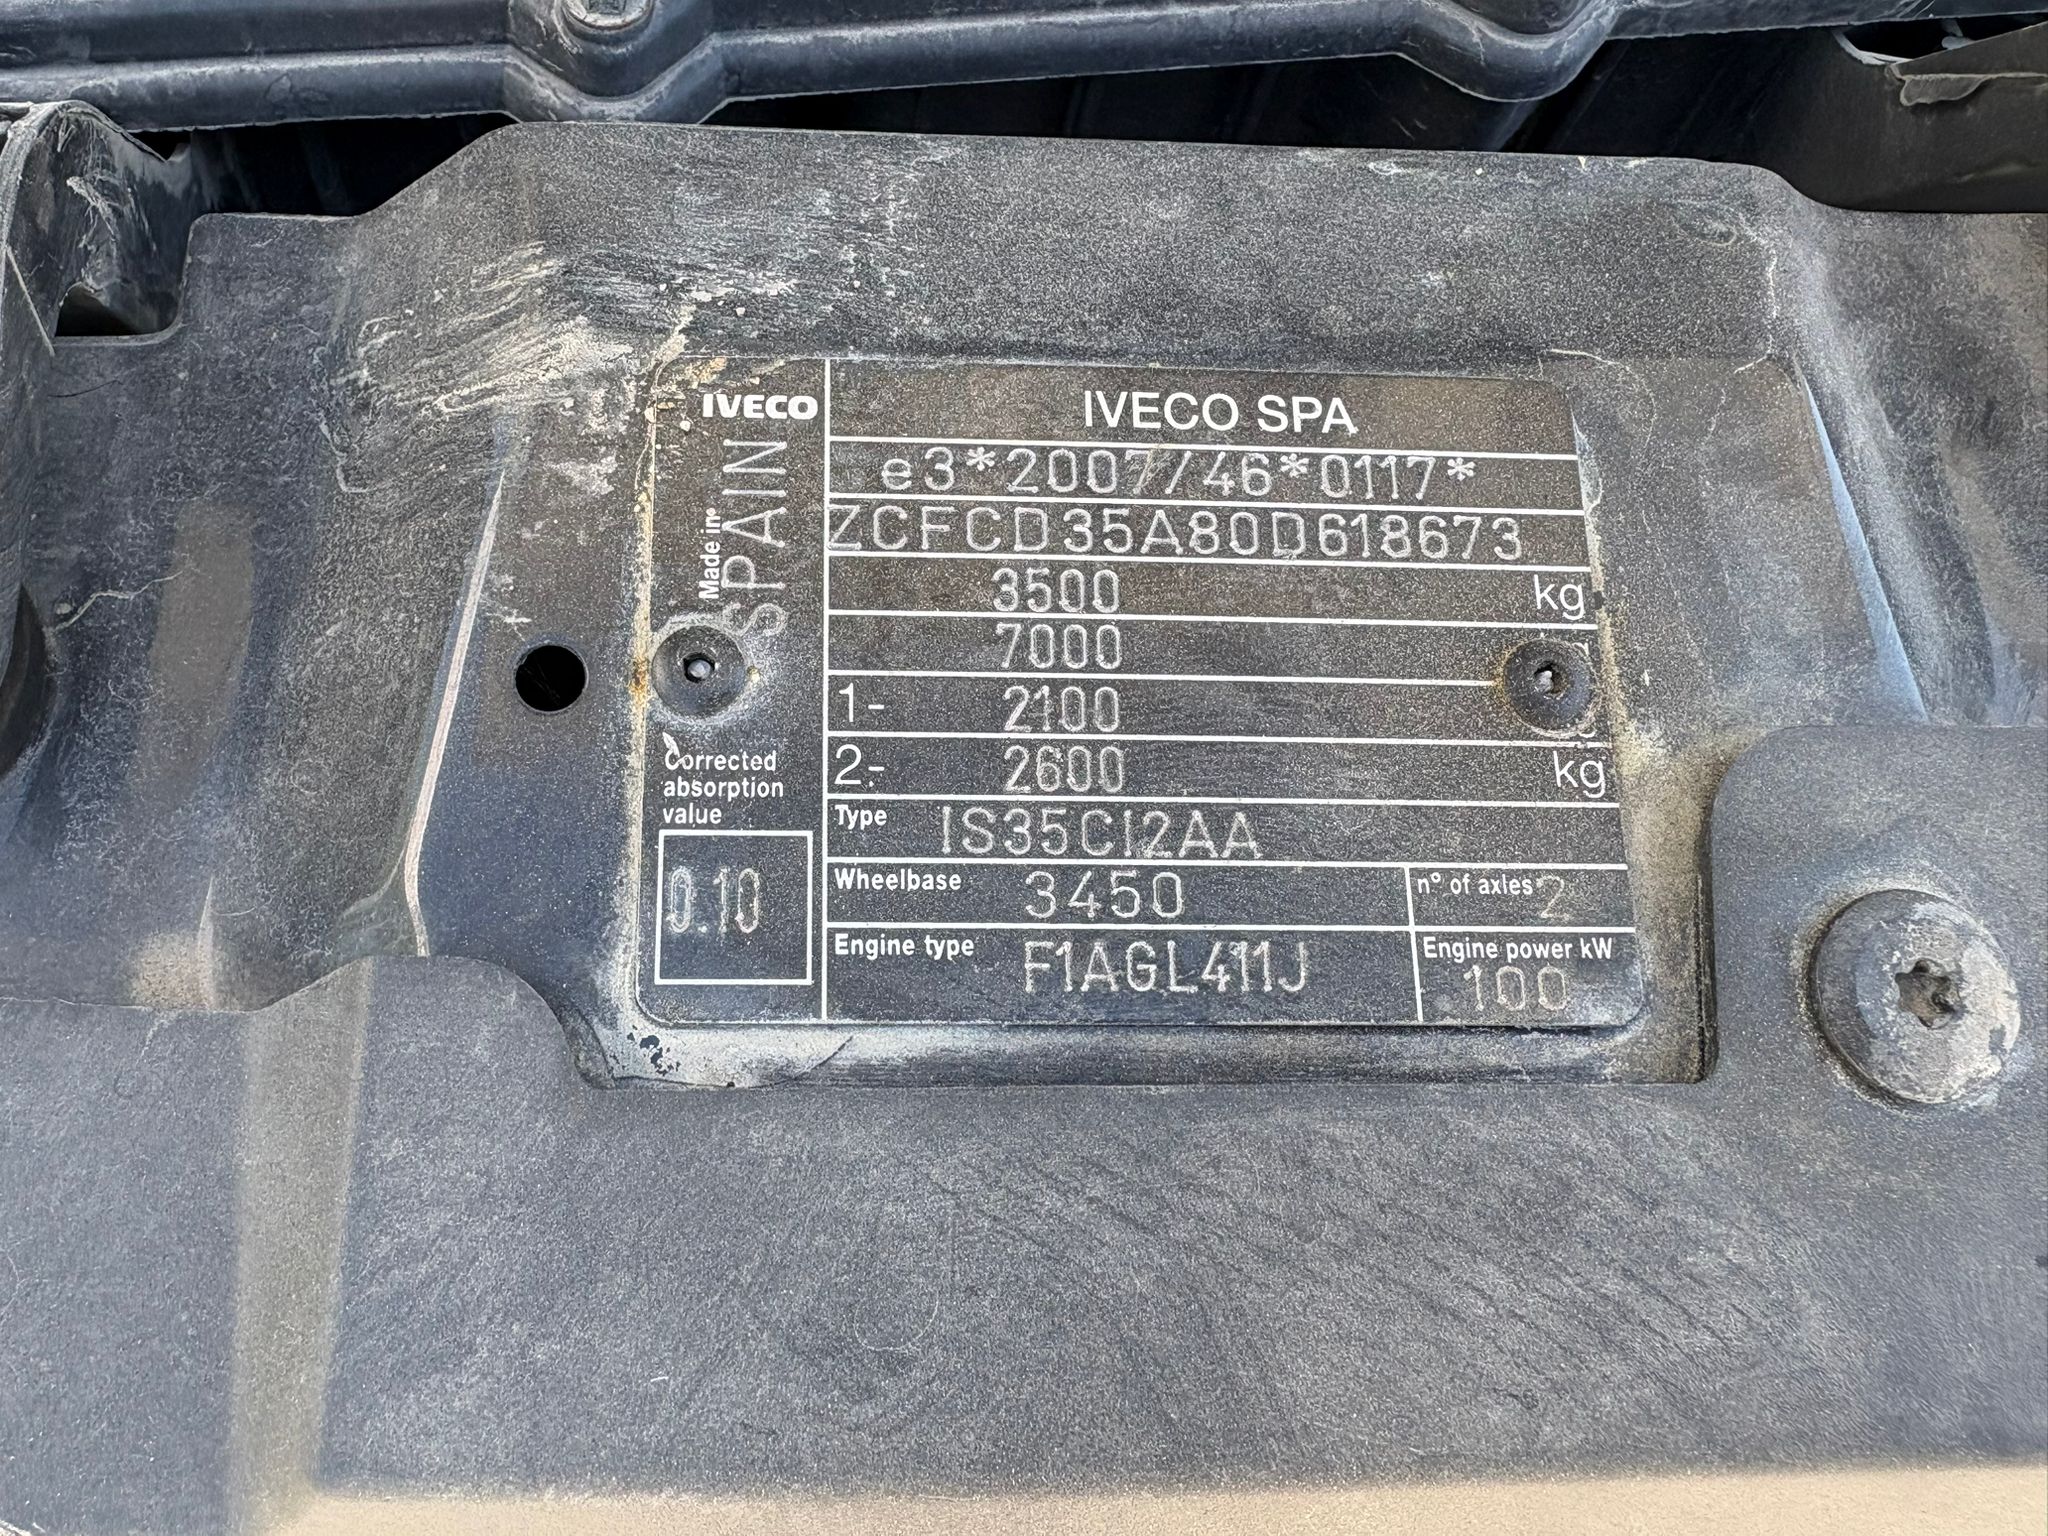 IVECO
Made in
SPAIN
Corrected
absorption
value
0.10
IVECO SPA
e3*2007/46*0117*
ZCFCD35A80D618673
3500 kg
7000
1- 2100
2- 2600 kg
Type IS35CI2AA
Wheelbase 3450
n° of axles 2
Engine type F1AGL411J
Engine power kW
100